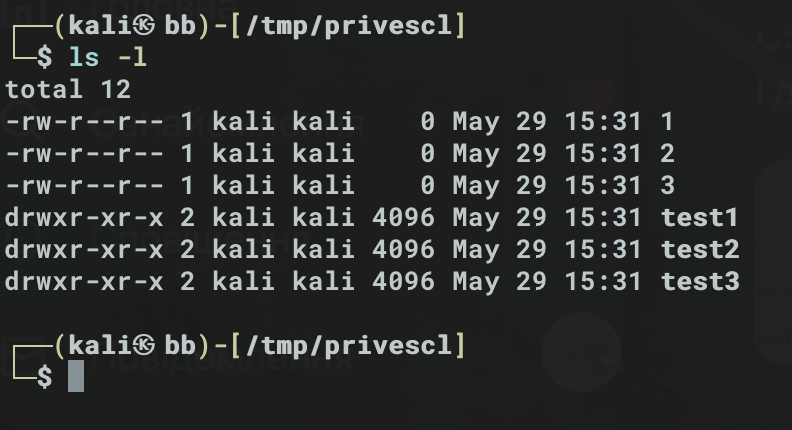 ┌──(kali㉿ bb)-[/tmp/privescl]
└─$ ls -l
total 12
-rw-r--r-- 1 kali kali    0 May 29 15:31 1
-rw-r--r-- 1 kali kali    0 May 29 15:31 2
-rw-r--r-- 1 kali kali    0 May 29 15:31 3
drwxr-xr-x 2 kali kali 4096 May 29 15:31 test1
drwxr-xr-x 2 kali kali 4096 May 29 15:31 test2
drwxr-xr-x 2 kali kali 4096 May 29 15:31 test3
┌──(kali㉿ bb)-[/tmp/privescl]
└─$
Головна
Повідомлення